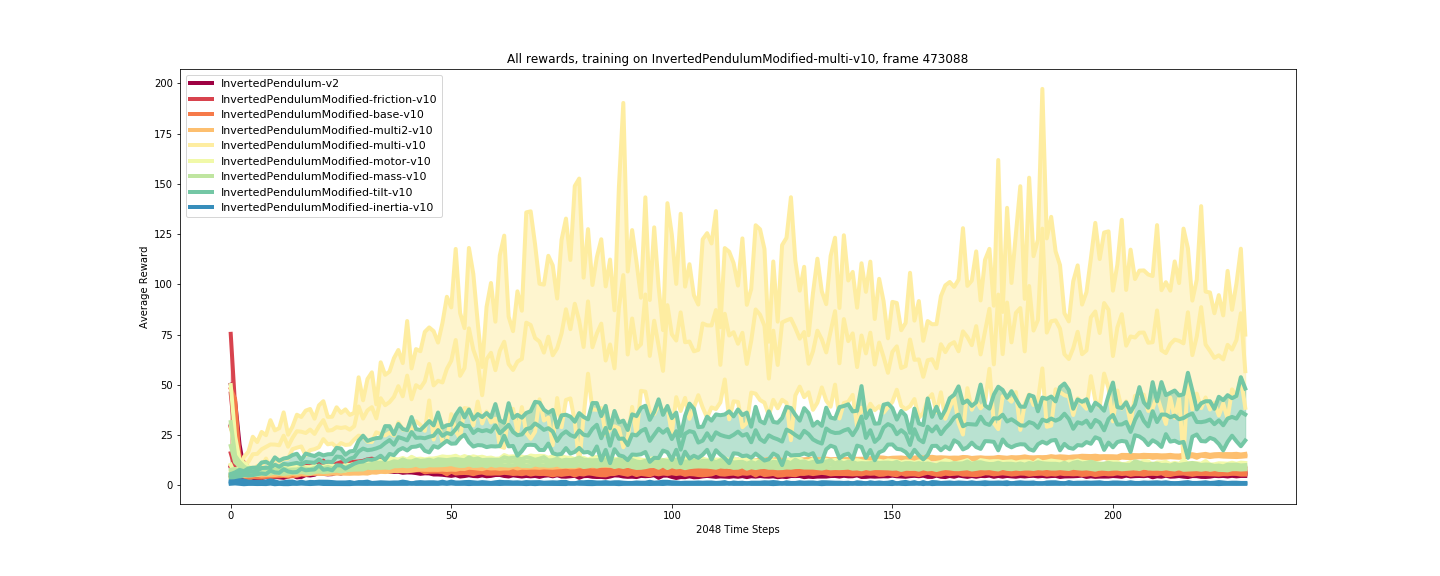 All rewards, training on InvertedPendulumModified-multi-v10, frame 473088
InvertedPendulum-v2
InvertedPendulumModified-friction-v10
InvertedPendulumModified-base-v10
InvertedPendulumModified-multi2-v10
InvertedPendulumModified-multi-v10
InvertedPendulumModified-motor-v10
InvertedPendulumModified-mass-v10
InvertedPendulumModified-tilt-v10
InvertedPendulumModified-inertia-v10
Average Reward
200
175
150
125
100
75
50
25
0
0 50 100 150 200
2048 Time Steps